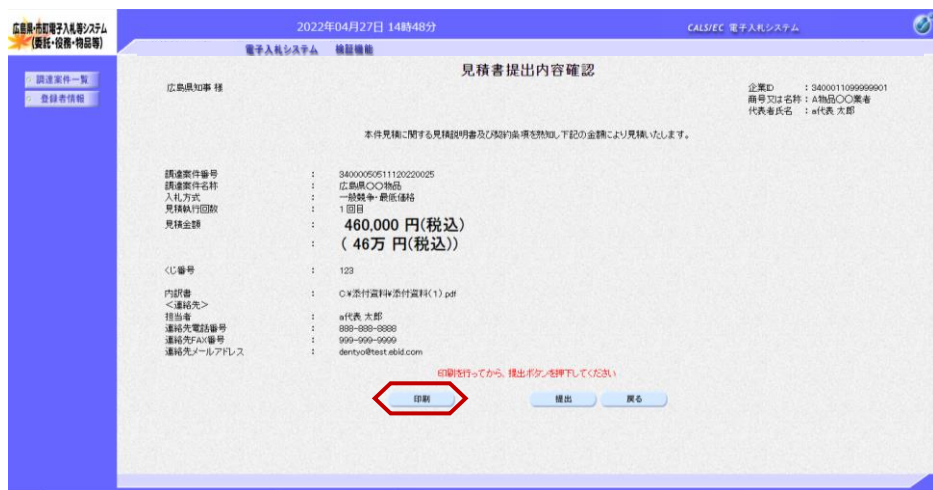 広島県・市町電子入札等システム
(委託・役務・物品等)
2022年04月27日 14時48分
CALS/EC 電子入札システム
電子入札システム 検証機能
調達案件一覧
登録者情報
見積書提出内容確認
広島県知事 様
企業ID : 3400011099999901
商号又は名称 : A物品〇〇業者
代表者氏名 : a代表 太郎
本件見積に関する見積説明書及び契約条項を熟知し、下記の金額により見積いたします。
調達案件番号 : 34000050511120220025
調達案件名称 : 広島県〇〇物品
入札方式 : 一般競争・最低価格
見積執行回数 : 1回目
見積金額 : 460,000 円(税込)
: ( 46万 円(税込))
くじ番号 : 123
内訳書 : C:¥添付資料¥添付資料(1).pdf
<連絡先>
担当者 : a代表 太郎
連絡先電話番号 : 888-888-8888
連絡先FAX番号 : 999-999-9999
連絡先メールアドレス : dentyo@test.ebid.com
印刷を行ってから、提出ボタンを押下してください
印刷 提出 戻る